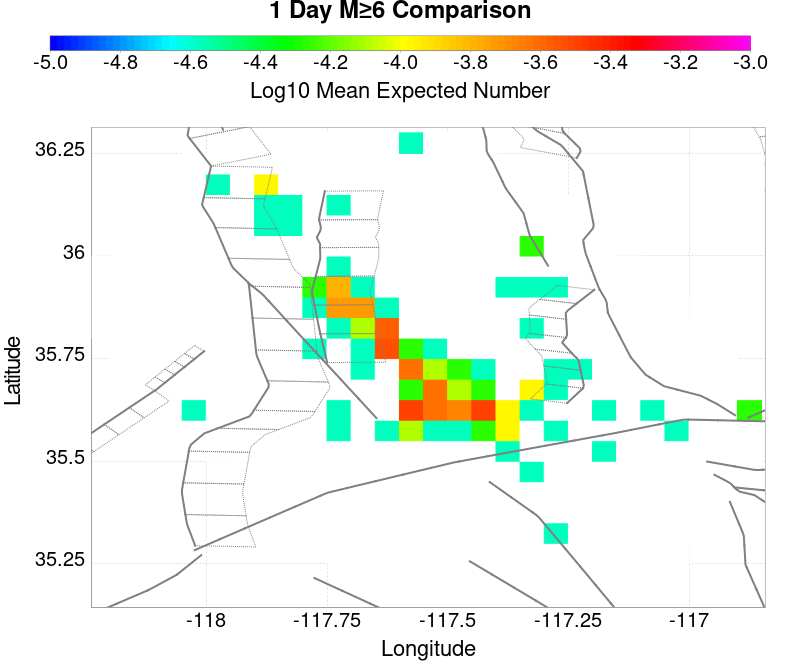 1 Day M≥6 Comparison
-5.0 -4.8 -4.6 -4.4 -4.2 -4.0 -3.8 -3.6 -3.4 -3.2 -3.0
Log10 Mean Expected Number
36.25
36
35.75
35.5
35.25
Latitude
-118 -117.75 -117.5 -117.25 -117
Longitude